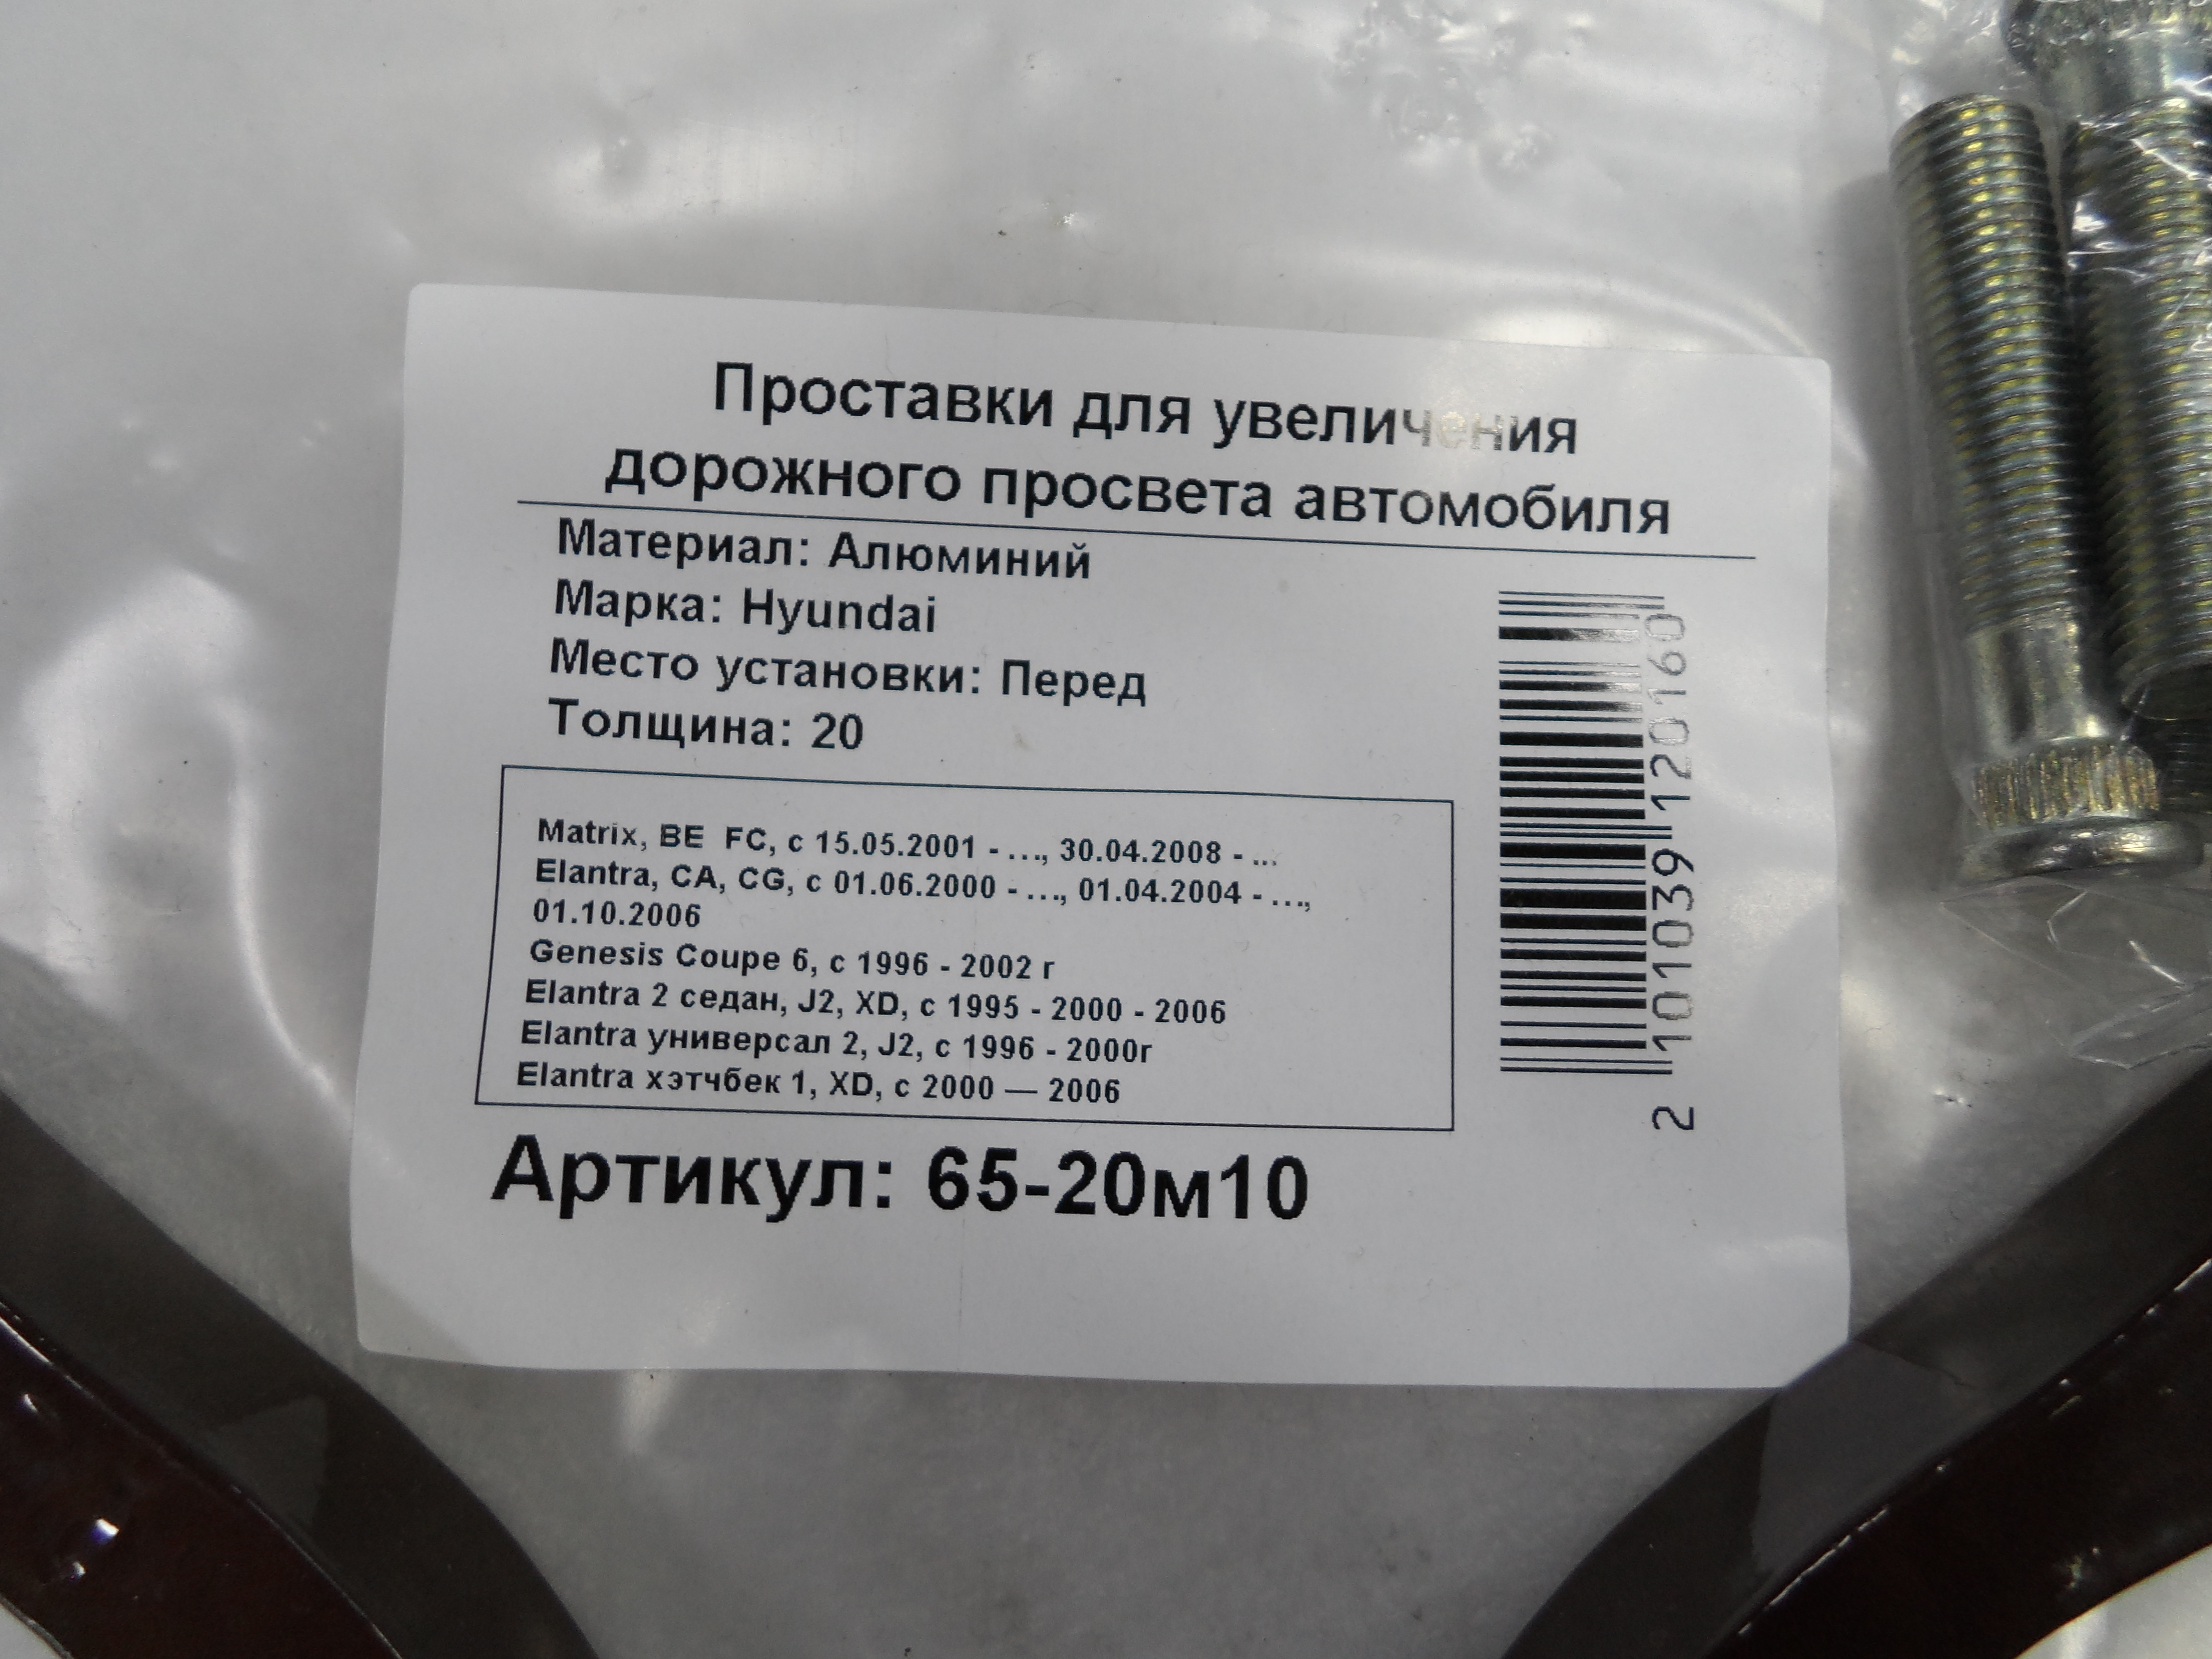 Проставки для увеличения
дорожного просвета автомобиля
Материал: Алюминий
Марка: Hyundai
Место установки: Перед
Толщина: 20
Matrix, BE  FC, с 15.05.2001 - …, 30.04.2008 - ...
Elantra, CA, CG, с 01.06.2000 - …, 01.04.2004 - …,
01.10.2006
Genesis Coupe 6, с 1996 - 2002 г
Elantra 2 седан, J2, XD, с 1995 - 2000 - 2006
Elantra универсал 2, J2, с 1996 - 2000г
Elantra хэтчбек 1, XD, с 2000 — 2006
Артикул: 65-20м10
2 101039 120160